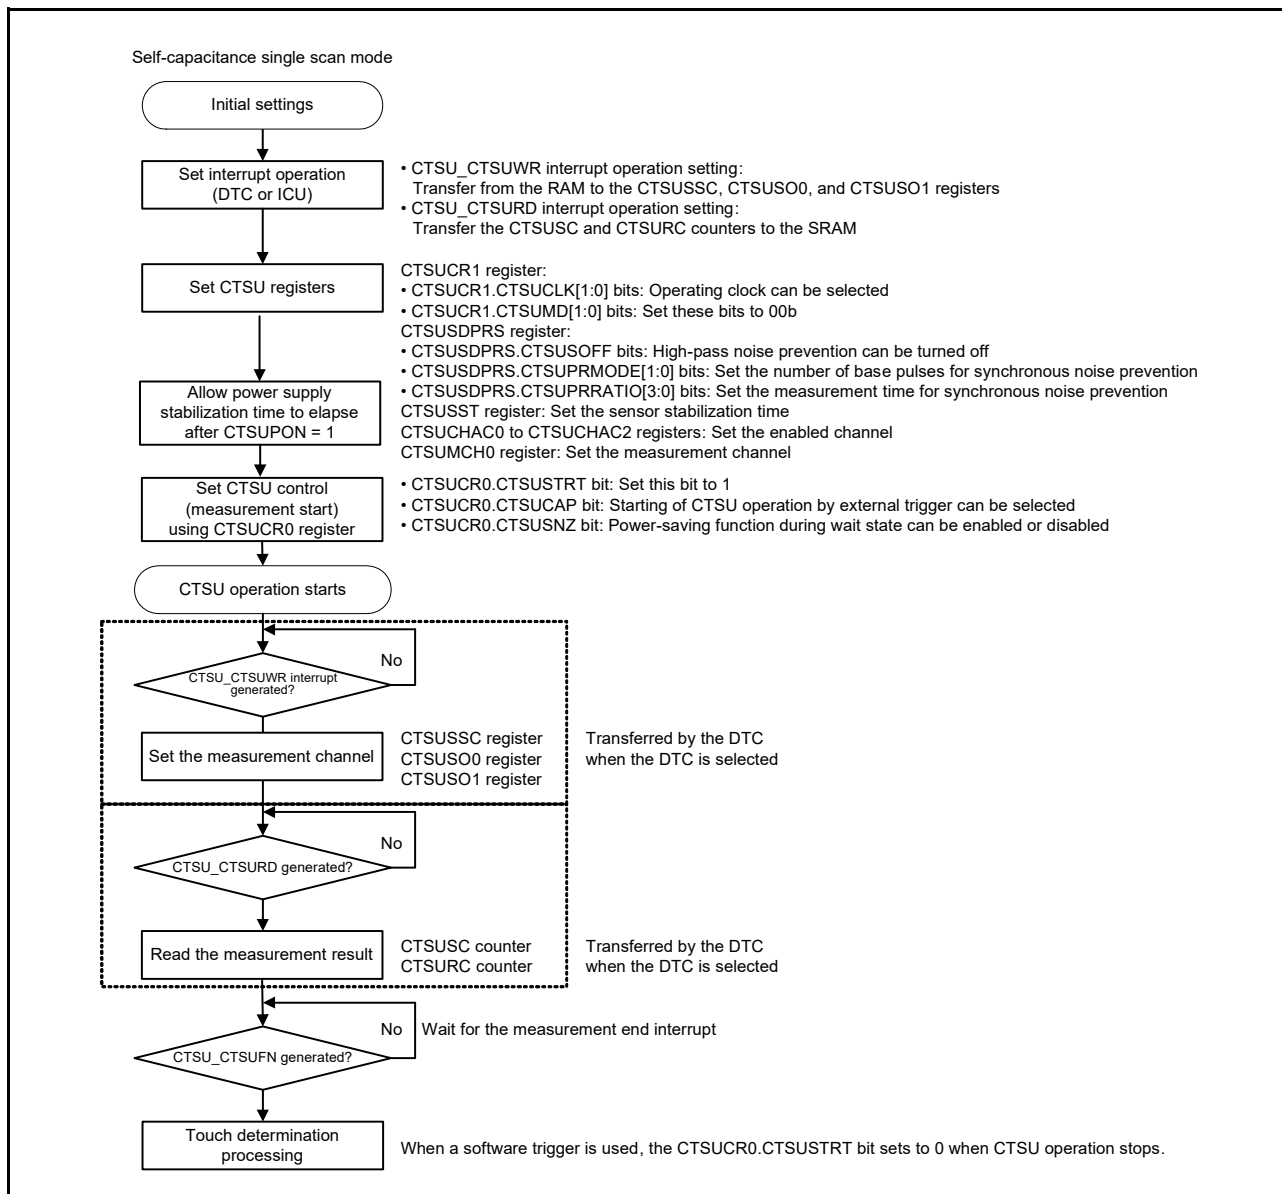 Self-capacitance single scan mode
Initial settings
Set interrupt operation
(DTC or ICU)
• CTSU_CTSUWR interrupt operation setting:
Transfer from the RAM to the CTSUSSC, CTSUSO0, and CTSUSO1 registers
• CTSU_CTSURD interrupt operation setting:
Transfer the CTSUSC and CTSURC counters to the SRAM
Set CTSU registers
CTSUCR1 register:
• CTSUCR1.CTSUCLK[1:0] bits: Operating clock can be selected
• CTSUCR1.CTSUMD[1:0] bits: Set these bits to 00b
CTSUSDPRS register:
• CTSUSDPRS.CTSUSOFF bits: High-pass noise prevention can be turned off
• CTSUSDPRS.CTSUPRMODE[1:0] bits: Set the number of base pulses for synchronous noise prevention
• CTSUSDPRS.CTSUPRRATIO[3:0] bits: Set the measurement time for synchronous noise prevention
CTSUSST register: Set the sensor stabilization time
CTSUCHAC0 to CTSUCHAC2 registers: Set the enabled channel
CTSUMCH0 register: Set the measurement channel
Allow power supply
stabilization time to elapse
after CTSUPON = 1
Set CTSU control
(measurement start)
using CTSUCR0 register
• CTSUCR0.CTSUSTRT bit: Set this bit to 1
• CTSUCR0.CTSUCAP bit: Starting of CTSU operation by external trigger can be selected
• CTSUCR0.CTSUSNZ bit: Power-saving function during wait state can be enabled or disabled
CTSU operation starts
No
CTSU_CTSUWR interrupt
generated?
Set the measurement channel
CTSUSSC register
CTSUSO0 register
CTSUSO1 register
Transferred by the DTC
when the DTC is selected
No
CTSU_CTSURD generated?
Read the measurement result
CTSUSC counter
CTSURC counter
Transferred by the DTC
when the DTC is selected
No
Wait for the measurement end interrupt
CTSU_CTSUFN generated?
Touch determination
processing
When a software trigger is used, the CTSUCR0.CTSUSTRT bit sets to 0 when CTSU operation stops.